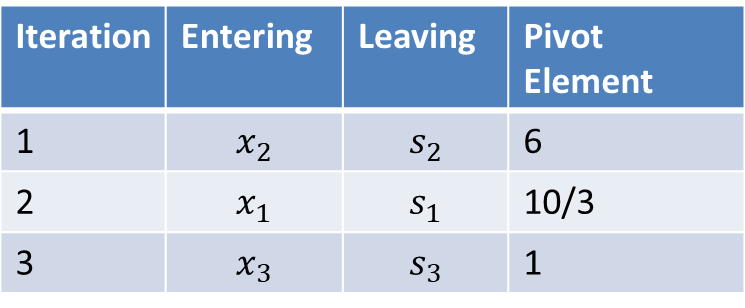 Iteration Entering Leaving Pivot Element
1 x₂ s₂ 6
2 x₁ s₁ 10/3
3 x₃ s₃ 1